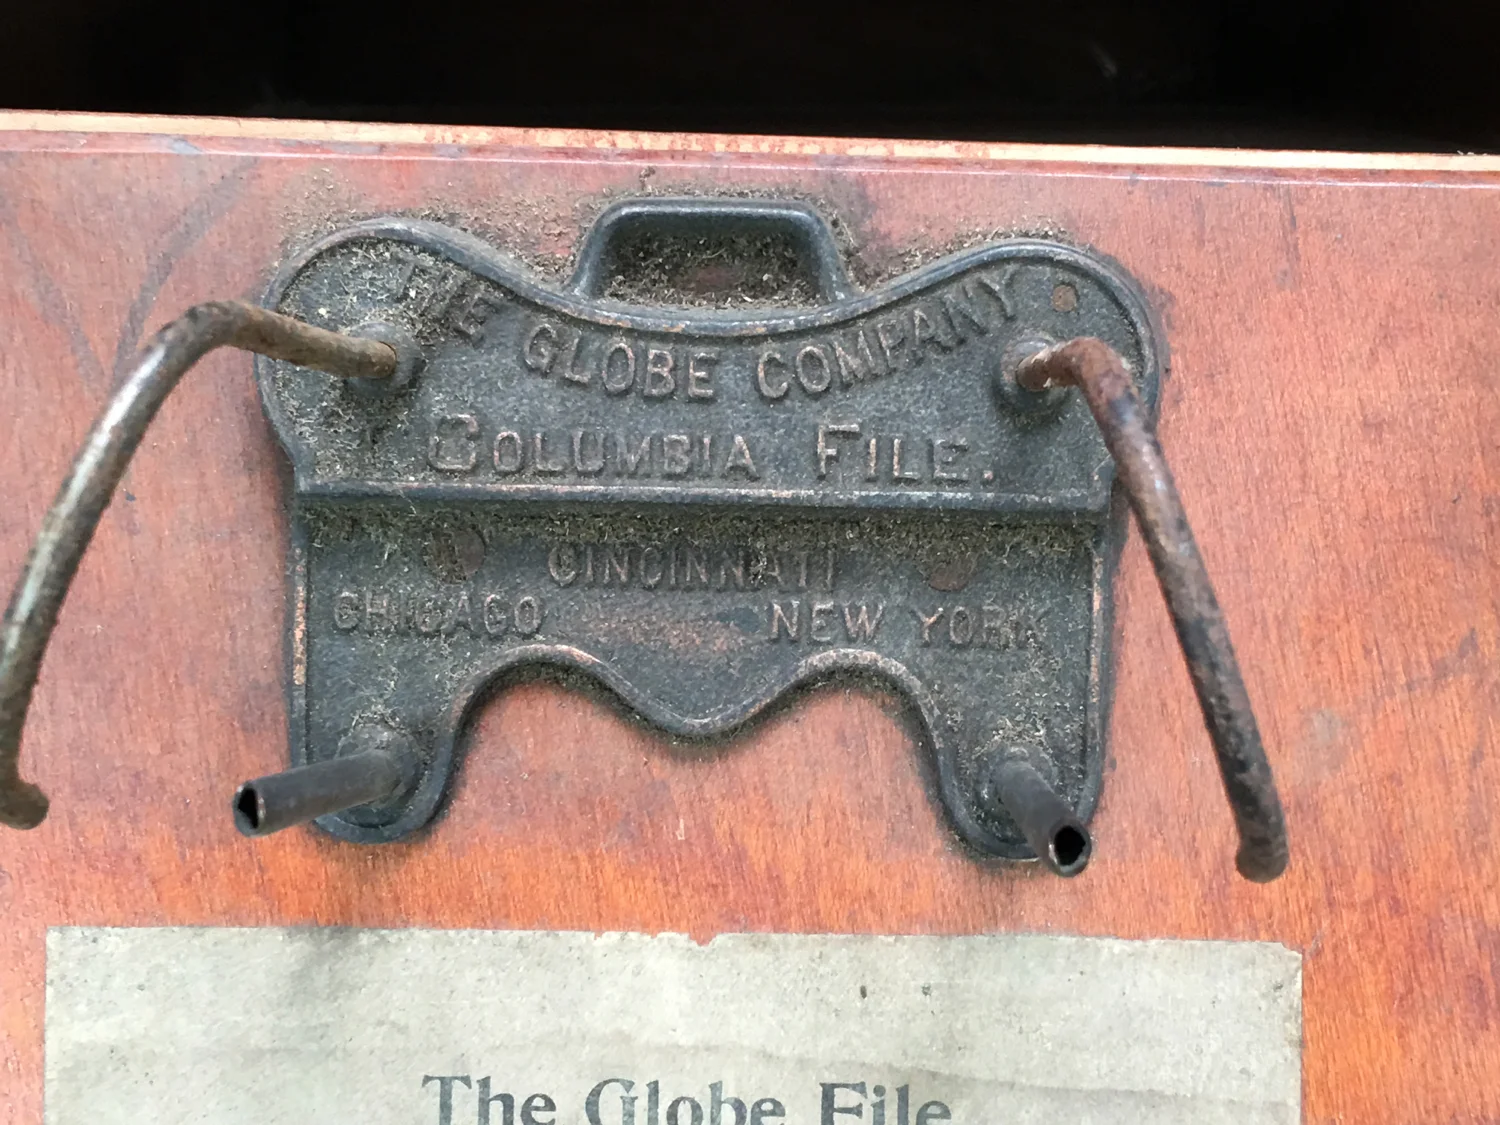 THE GLOBE COMPANY
COLUMBIA FILE.
CINCINNATI
CHICAGO NEW YORK
The Globe File